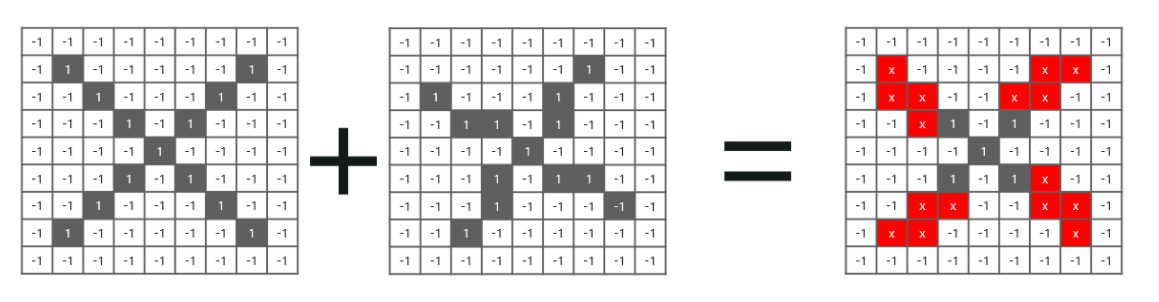 -1 -1 -1 -1 -1 -1 -1 -1 -1
-1 1 -1 -1 -1 -1 -1 1 -1
-1 -1 1 -1 -1 -1 1 -1 -1
-1 -1 -1 1 -1 1 -1 -1 -1
-1 -1 -1 -1 1 -1 -1 -1 -1
-1 -1 -1 1 -1 1 -1 -1 -1
-1 -1 1 -1 -1 -1 1 -1 -1
-1 1 -1 -1 -1 -1 -1 1 -1
-1 -1 -1 -1 -1 -1 -1 -1 -1
+
-1 -1 -1 -1 -1 -1 -1 -1 -1
-1 -1 -1 -1 -1 -1 1 -1 -1
-1 1 -1 -1 -1 1 -1 -1 -1
-1 -1 1 1 -1 1 -1 -1 -1
-1 -1 -1 -1 1 -1 -1 -1 -1
-1 -1 -1 1 -1 1 1 -1 -1
-1 -1 -1 1 -1 -1 -1 -1 -1
-1 -1 1 -1 -1 -1 -1 -1 -1
-1 -1 -1 -1 -1 -1 -1 -1 -1
=
-1 -1 -1 -1 -1 -1 -1 -1 -1
-1 x -1 -1 -1 -1 x x -1
-1 x x -1 -1 x x -1 -1
-1 -1 x 1 -1 1 -1 -1 -1
-1 -1 -1 -1 1 -1 -1 -1 -1
-1 -1 -1 1 -1 1 x -1 -1
-1 -1 x x -1 -1 x x -1
-1 x x -1 -1 -1 -1 x -1
-1 -1 -1 -1 -1 -1 -1 -1 -1